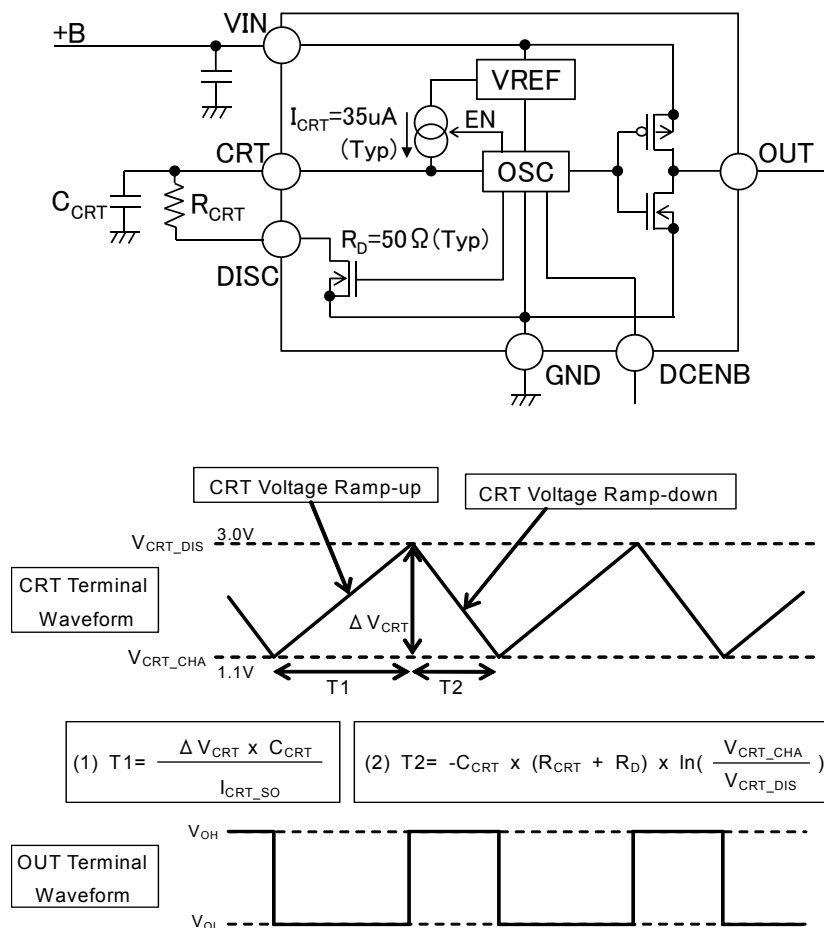 VIN
+B
VREF
I_CRT=35uA
(Typ)
EN
CRT
OSC
OUT
C_CRT
R_CRT
R_D=50Ω(Typ)
DISC
GND
DCENB
CRT Voltage Ramp-up
CRT Voltage Ramp-down
V_CRT_DIS
3.0V
CRT Terminal
Waveform
Δ V_CRT
V_CRT_CHA
1.1V
T1
T2
(1) T1= Δ V_CRT x C_CRT / I_CRT_SO
(2) T2= -C_CRT x (R_CRT + R_D) x ln( V_CRT_CHA / V_CRT_DIS )
V_OH
OUT Terminal
Waveform
V_OL